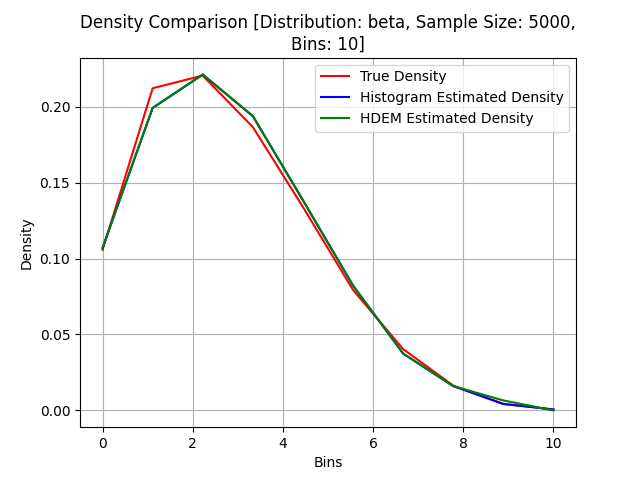 Density Comparison [Distribution: beta, Sample Size: 5000,
Bins: 10]
True Density
Histogram Estimated Density
HDEM Estimated Density
Density
0.20
0.15
0.10
0.05
0.00
0 2 4 6 8 10
Bins